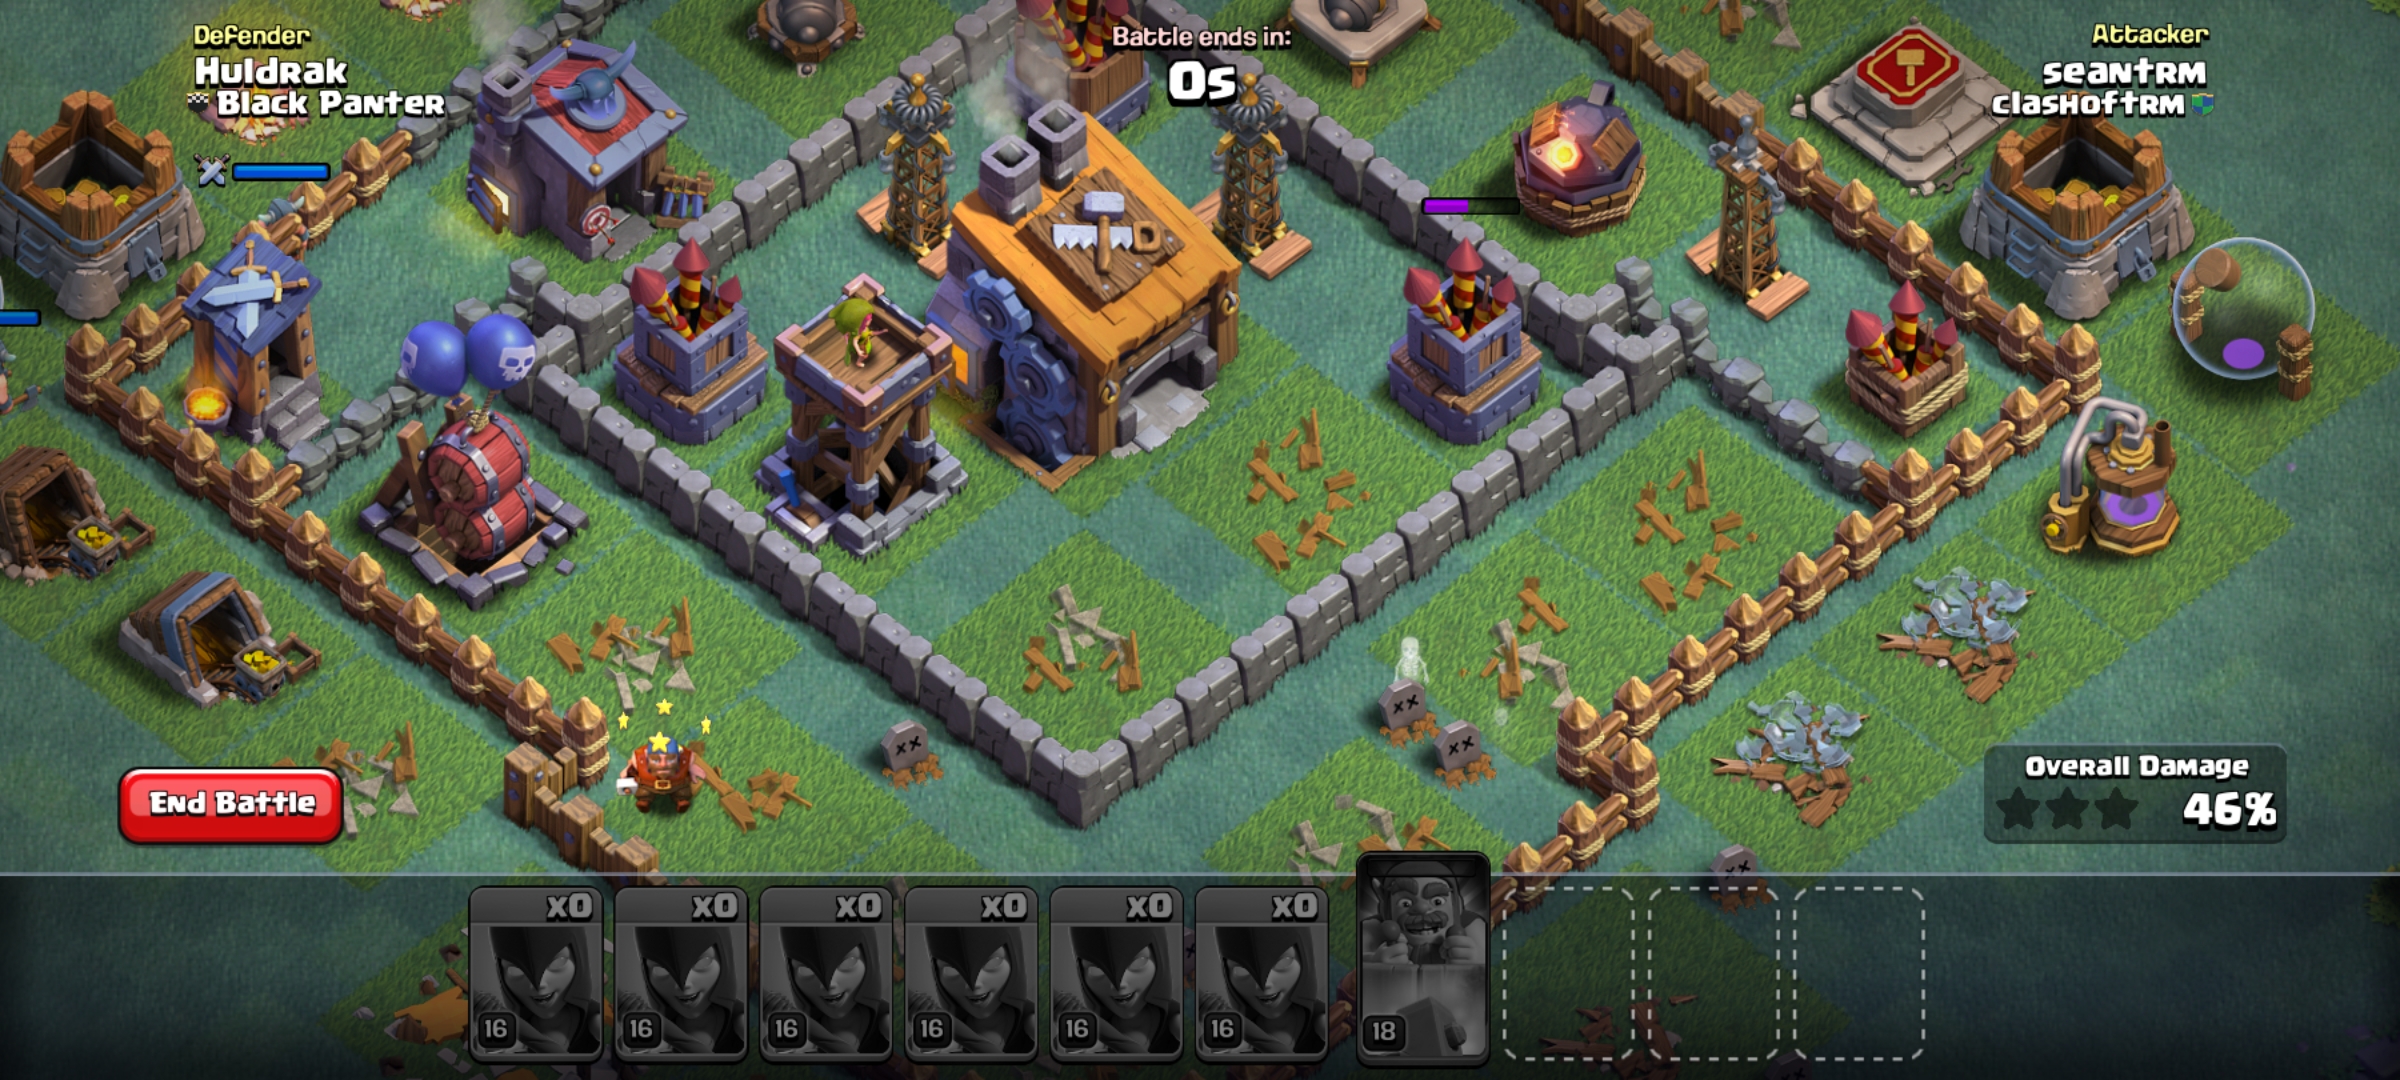 Defender
Huldrak
Black Panter
Battle ends in:
0s
Attacker
seantrm
clashoftrm
End Battle
Overall Damage
46%
x0
x0
x0
x0
x0
x0
16
16
16
16
16
16
18